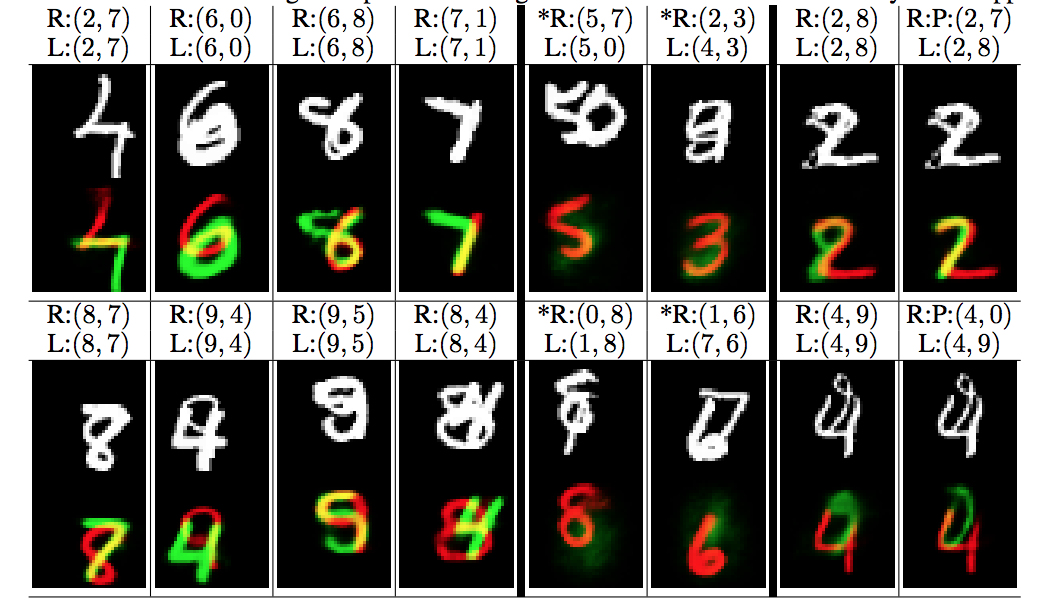 R:(2, 7) R:(6, 0) R:(6, 8) R:(7, 1) *R:(5, 7) *R:(2, 3) R:(2, 8) R:P:(2, 7)
L:(2, 7) L:(6, 0) L:(6, 8) L:(7, 1) L:(5, 0) L:(4, 3) L:(2, 8) L:(2, 8)
R:(8, 7) R:(9, 4) R:(9, 5) R:(8, 4) *R:(0, 8) *R:(1, 6) R:(4, 9) R:P:(4, 0)
L:(8, 7) L:(9, 4) L:(9, 5) L:(8, 4) L:(1, 8) L:(7, 6) L:(4, 9) L:(4, 9)